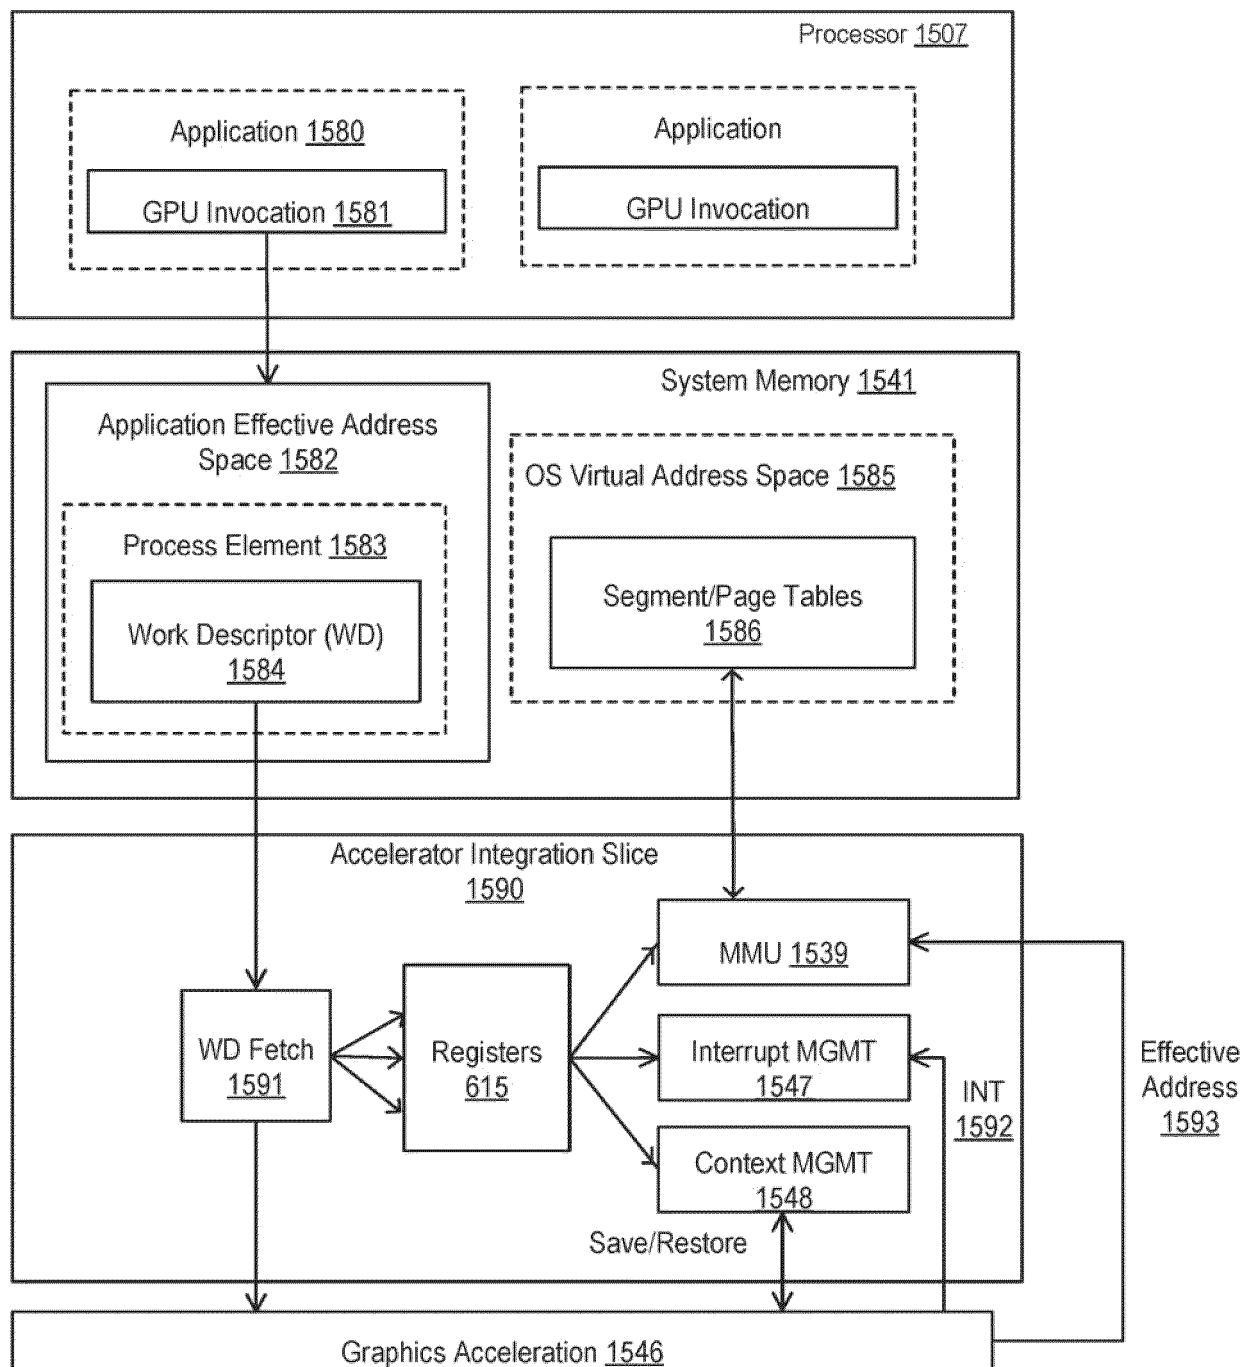 Processor 1507
Application 1580
GPU Invocation 1581
Application
GPU Invocation
System Memory 1541
Application Effective Address
Space 1582
Process Element 1583
Work Descriptor (WD)
1584
OS Virtual Address Space 1585
Segment/Page Tables
1586
Accelerator Integration Slice
1590
WD Fetch
1591
Registers
615
MMU 1539
Interrupt MGMT
1547
Context MGMT
1548
Save/Restore
INT
1592
Effective
Address
1593
Graphics Acceleration 1546